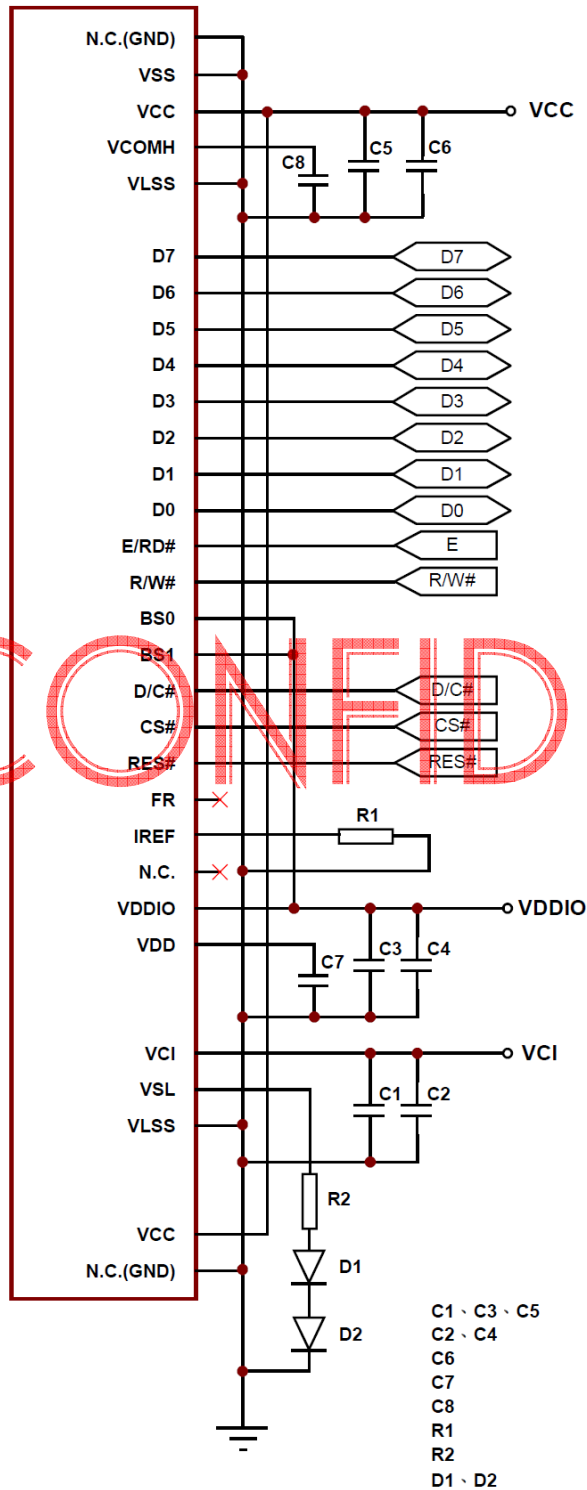 N.C.(GND)
VSS
VCC VCC
VCOMH C8 C5 C6
VLSS
D7 D7
D6 D6
D5 D5
D4 D4
D3 D3
D2 D2
D1 D1
D0 D0
E/RD# E
R/W# R/W#
BS0
BS1
D/C# D/C#
CS# CS#
RES# RES#
CONFID
FR
R1
IREF
N.C.
VDDIO VDDIO
VDD C7 C3 C4
VCI VCI
VSL C1 C2
VLSS
R2
VCC
N.C.(GND) D1
D2
C1、C3、C5
C2、C4
C6
C7
C8
R1
R2
D1、D2